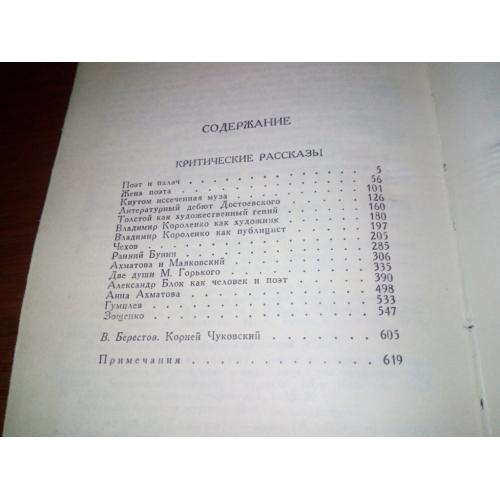 СОДЕРЖАНИЕ
КРИТИЧЕСКИЕ РАССКАЗЫ
Поэт и палач . . . . . . . . . . . . 5
Жена поэта . . . . . . . . . . . . 56
Кнутом иссеченная муза . . . . . . . . 101
Литературный дебют Достоевского . . . . . 126
Толстой как художественный гений . . . . . 160
Владимир Короленко как художник . . . . . 180
Владимир Короленко как публицист . . . . . 197
Чехов . . . . . . . . . . . . . . 205
Ранний Бунин . . . . . . . . . . . . 285
Ахматова и Маяковский . . . . . . . . 306
Две души М. Горького . . . . . . . . . 335
Александр Блок как человек и поэт . . . . . 390
Анна Ахматова . . . . . . . . . . . 498
Гумилев . . . . . . . . . . . . . 533
Зощенко . . . . . . . . . . . . . 547
В. Берестов. Корней Чуковский . . . . . . . 605
Примечания . . . . . . . . . . . . 619